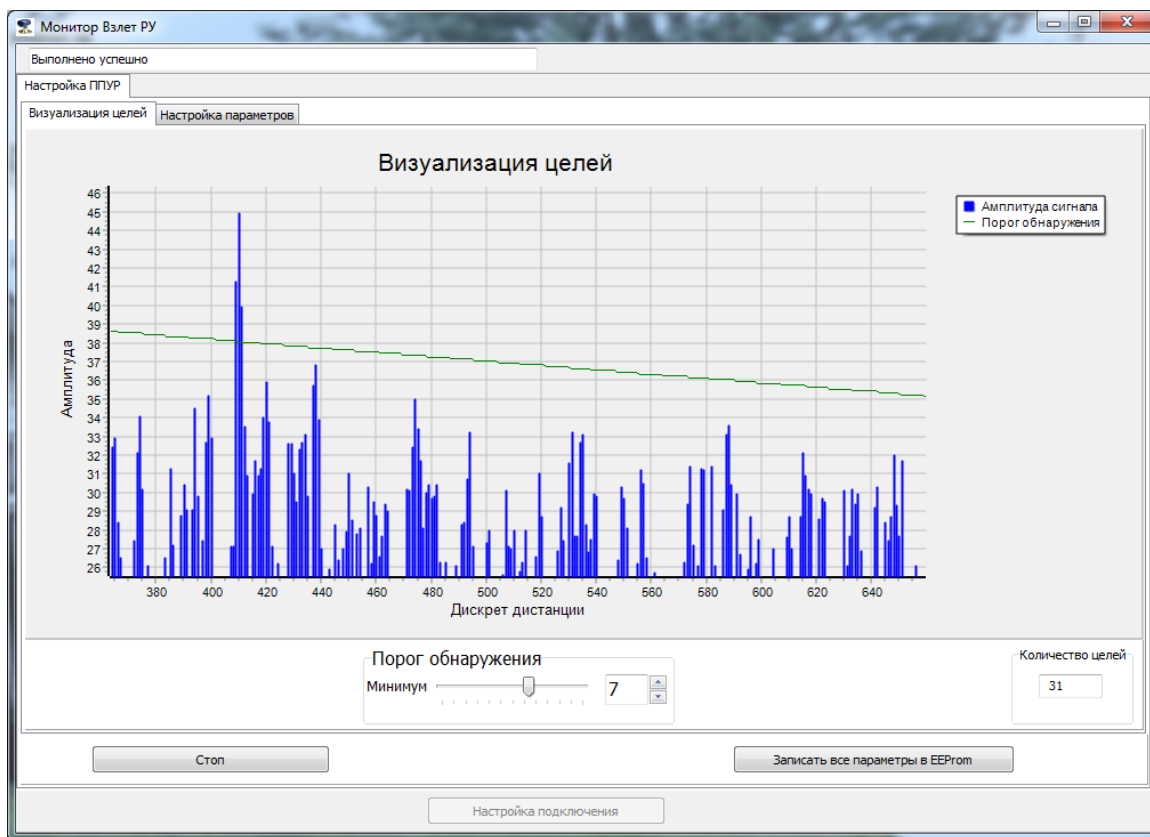 Монитор Взлет РУ
Выполнено успешно
Настройка ППУР
Визуализация целей
Настройка параметров
Визуализация целей
Амплитуда сигнала
Порог обнаружения
Амплитуда
46
45
44
43
42
41
40
39
38
37
36
35
34
33
32
31
30
29
28
27
26
380 400 420 440 460 480 500 520 540 560 580 600 620 640
Дискрет дистанции
Порог обнаружения
Минимум 7
Количество целей
31
Стоп
Записать все параметры в EEProm
Настройка подключения